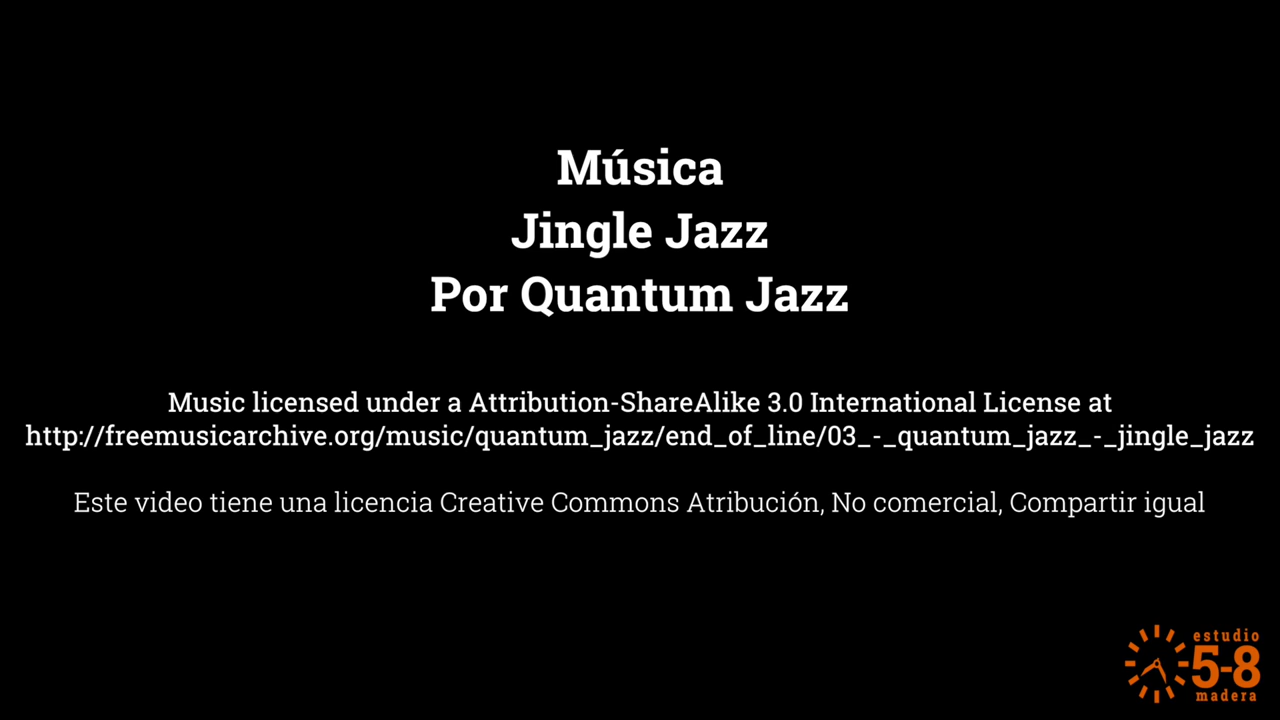 Música
Jingle Jazz
Por Quantum Jazz
Music licensed under a Attribution-ShareAlike 3.0 International License at
http://freemusicarchive.org/music/quantum_jazz/end_of_line/03_-_quantum_jazz_-_jingle_jazz
Este video tiene una licencia Creative Commons Atribución, No comercial, Compartir igual
estudio
5-8
madera